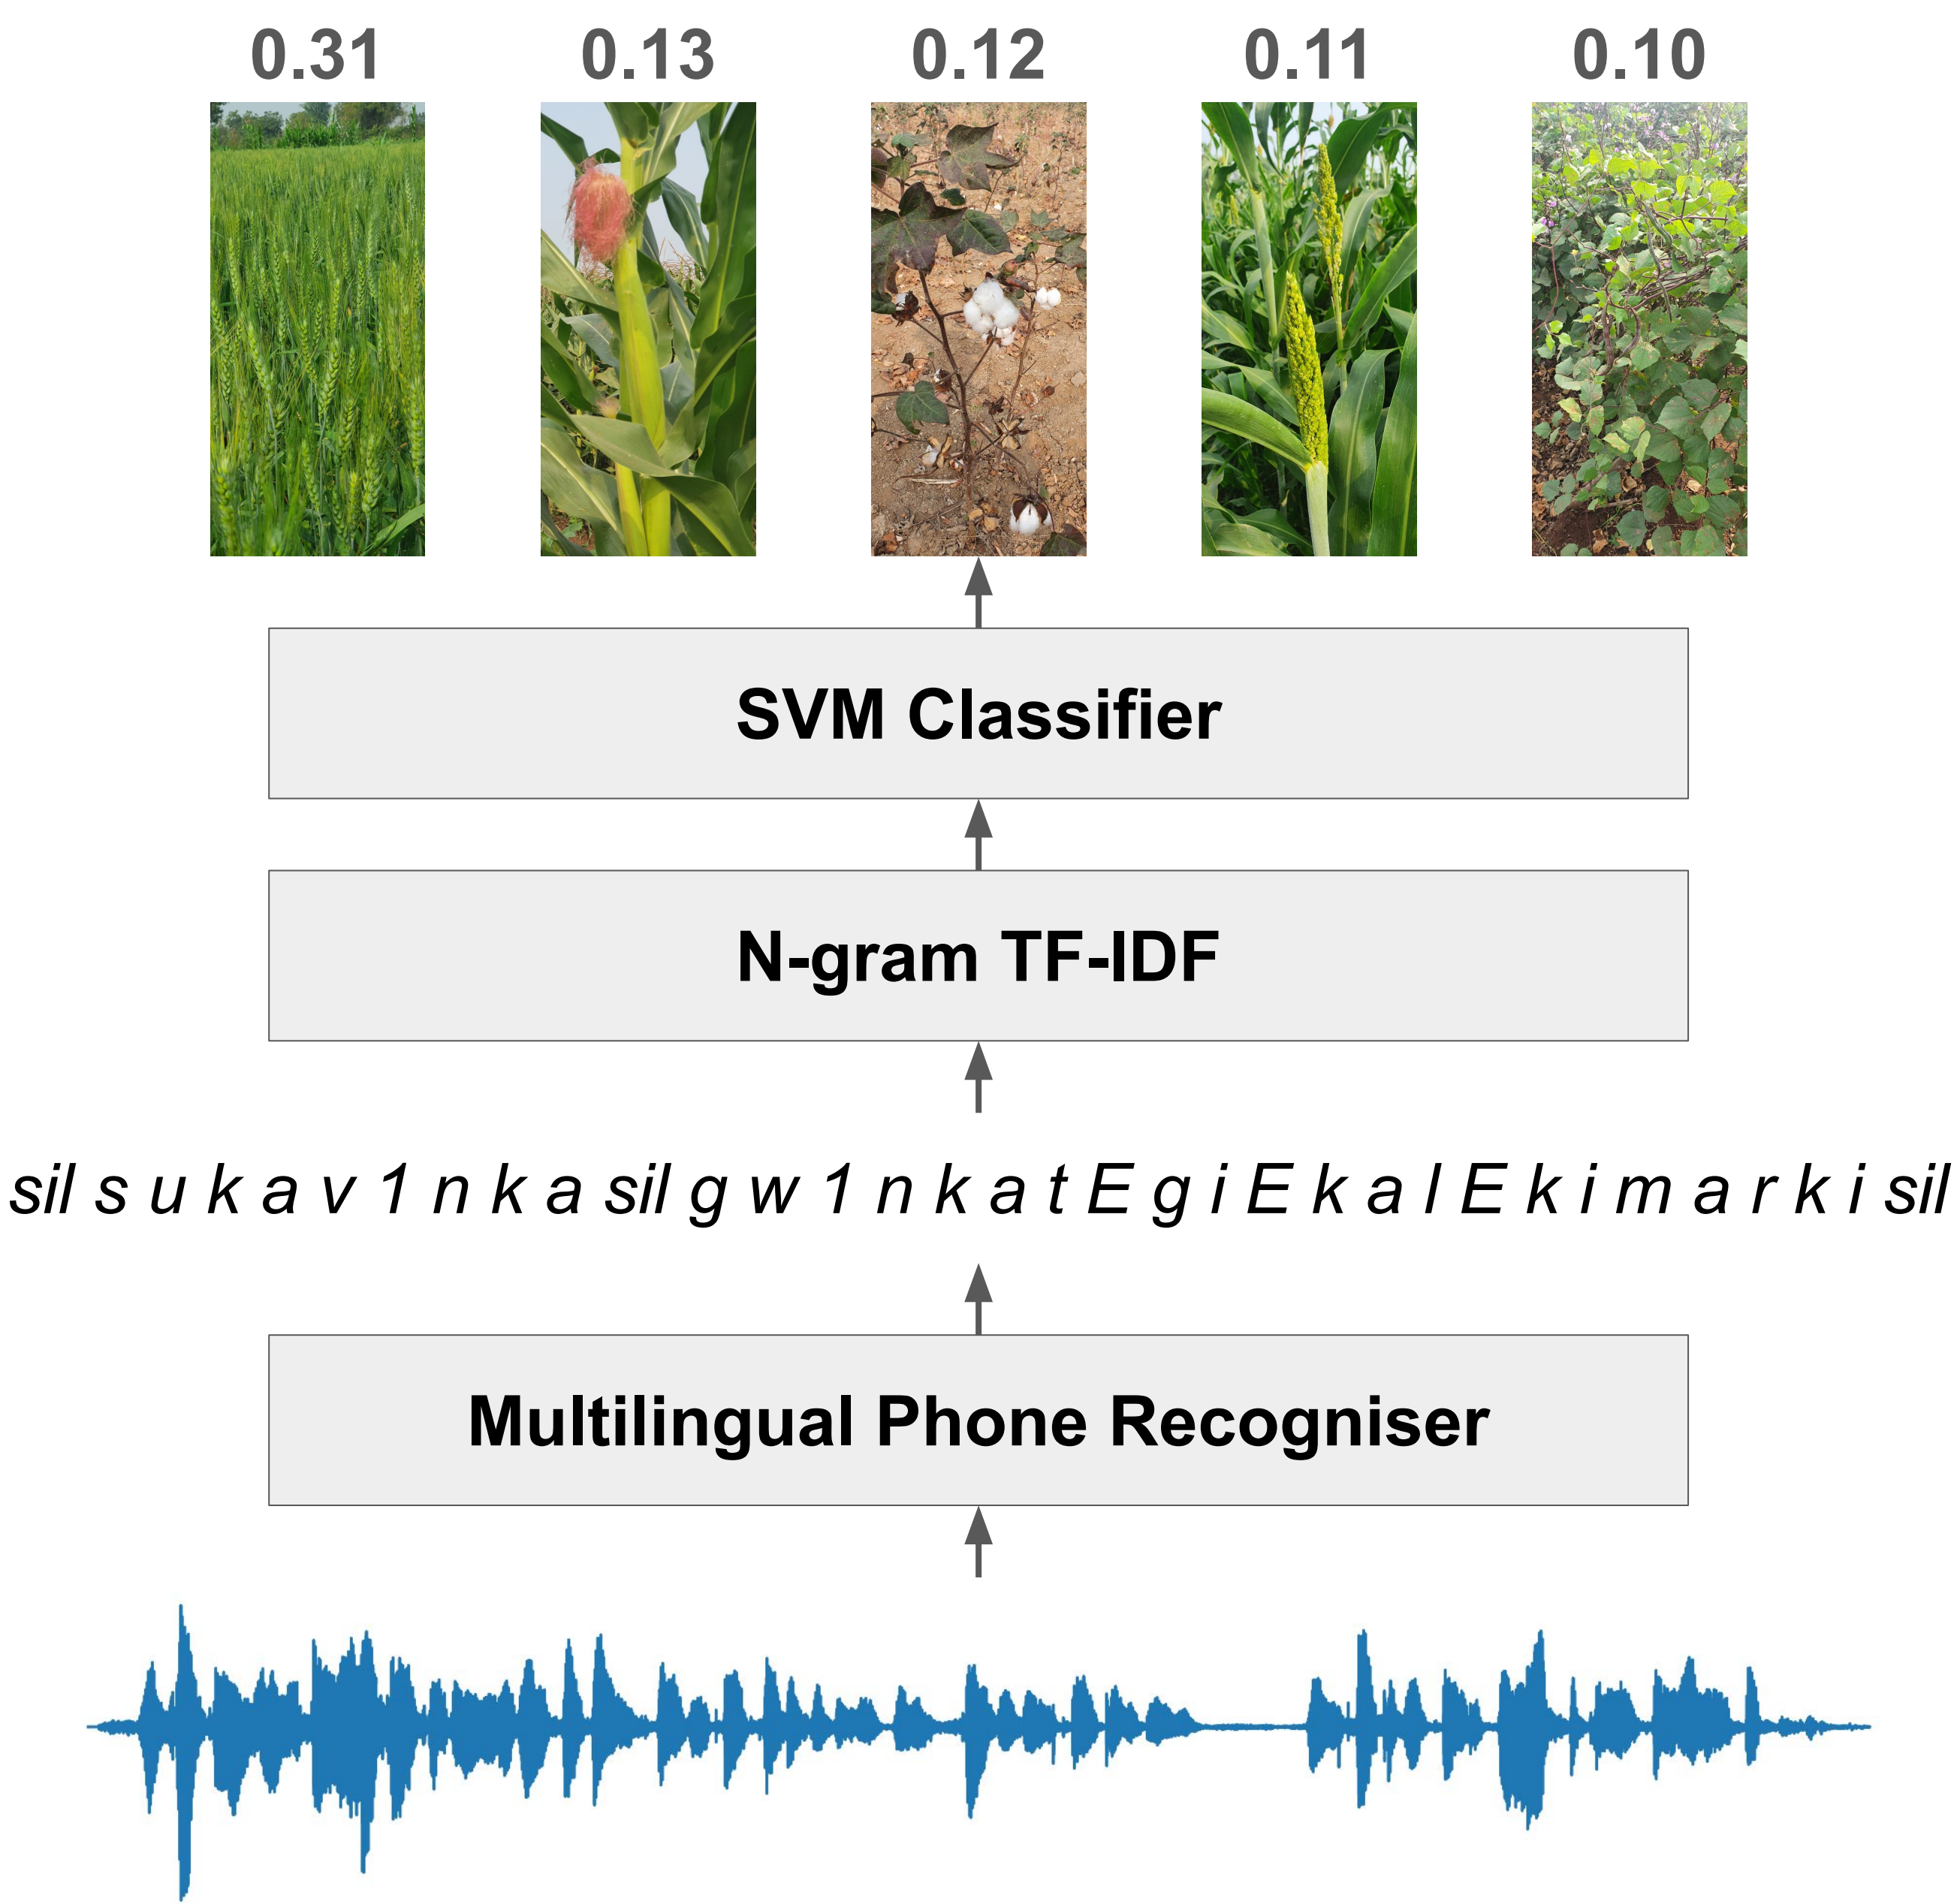 0.31 0.13 0.12 0.11 0.10
SVM Classifier
N-gram TF-IDF
sil s u k a v 1 n k a sil g w 1 n k a t E g i E k a l E k i m a r k i sil
Multilingual Phone Recogniser